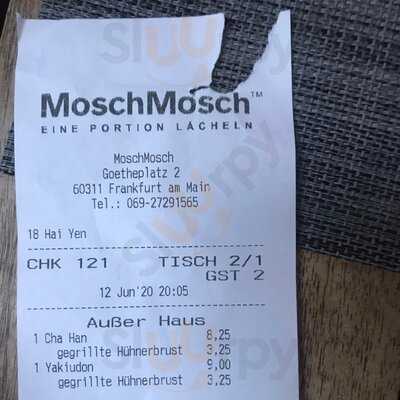 MoschMosch™
EINE PORTION LÄCHELN
MoschMosch
Goetheplatz 2
60311 Frankfurt am Main
Tel.: 069-27291565
18 Hai Yen
CHK 121 TISCH 2/1
GST 2
12 Jun'20 20:05
Außer Haus
1 Cha Han 8,25
gegrillte Hühnerbrust 3,25
1 Yakiudon 9,00
gegrillte Hühnerbrust 3,25
Sluurpy